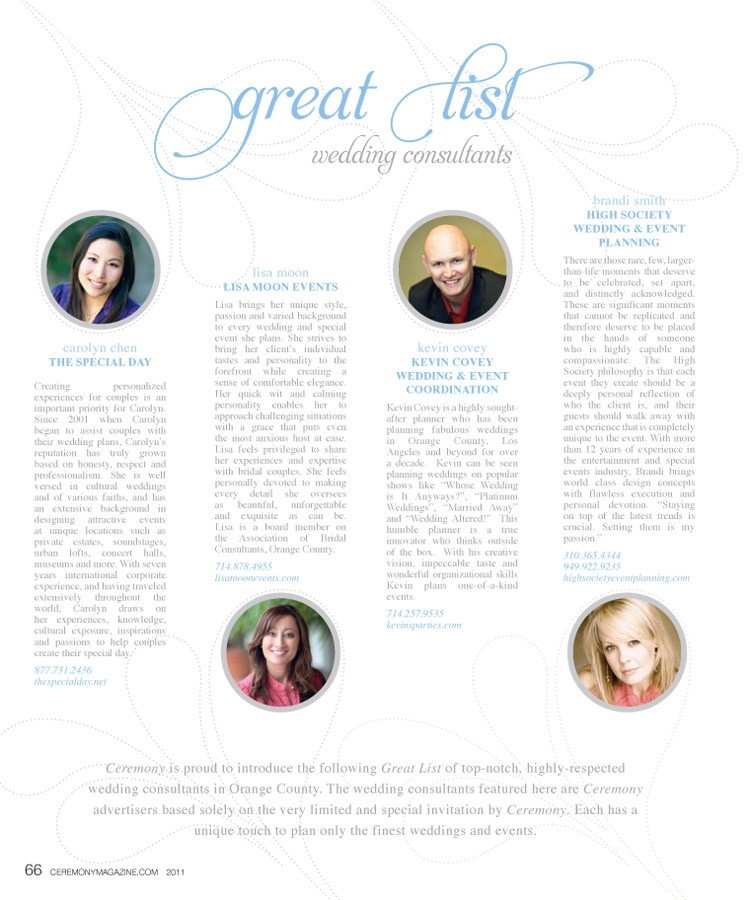 great list
wedding consultants
carolyn chen
THE SPECIAL DAY
Creating personalized
experiences for couples is an
important priority for Carolyn.
Since 2001 when Carolyn
began to assist couples with
their wedding plans, Carolyn's
reputation has truly grown
based on honesty, respect and
professionalism. She is well
versed in cultural weddings
and of various faiths, and has
an extensive background in
designing attractive events
at unique locations such as
private estates, soundstages,
urban lofts, concert halls,
museums and more. With seven
years international corporate
experience, and having traveled
extensively throughout the
world, Carolyn draws on
her experiences, knowledge,
cultural exposure, inspirations
and passions to help couples
create their special day.
877.731.2436
thespecialday.net
lisa moon
LISA MOON EVENTS
Lisa brings her unique style,
passion and varied background
to every wedding and special
event she plans. She strives to
bring her client's individual
tastes and personality to the
forefront while creating a
sense of comfortable elegance.
Her quick wit and calming
personality enables her to
approach challenging situations
with a grace that puts even
the most anxious host at ease.
Lisa feels privileged to share
her experiences and expertise
with bridal couples. She feels
personally devoted to making
every detail she oversees
as beautiful, unforgettable
and exquisite as can be.
Lisa is a board member on
the Association of Bridal
Consultants, Orange County.
714.878.4955
lisamoonevents.com
kevin covey
KEVIN COVEY
WEDDING & EVENT
COORDINATION
Kevin Covey is a highly sought-
after planner who has been
planning fabulous weddings
in Orange County, Los
Angeles and beyond for over
a decade. Kevin can be seen
planning weddings on popular
shows like "Whose Wedding
is It Anyways?", "Platinum
Weddings", "Married Away"
and "Wedding Altered!" This
humble planner is a true
innovator who thinks outside
of the box. With his creative
vision, impeccable taste and
wonderful organizational skills
Kevin plans one-of-a-kind
events.
714.257.9535
kevinsparties.com
brandi smith
HIGH SOCIETY
WEDDING & EVENT
PLANNING
There are those rare, few, larger-
than-life moments that deserve
to be celebrated, set apart,
and distinctly acknowledged.
These are significant moments
that cannot be replicated and
therefore deserve to be placed
in the hands of someone
who is highly capable and
compassionate. The High
Society philosophy is that each
event they create should be a
deeply personal reflection of
who the client is, and their
guests should walk away with
an experience that is completely
unique to the event. With more
than 12 years of experience in
the entertainment and special
events industry, Brandi brings
world class design concepts
with flawless execution and
personal devotion. "Staying
on top of the latest trends is
crucial. Setting them is my
passion."
310.365.4344
949.922.9235
highsocietyeventplanning.com
Ceremony is proud to introduce the following Great List of top-notch, highly-respected
wedding consultants in Orange County. The wedding consultants featured here are Ceremony
advertisers based solely on the very limited and special invitation by Ceremony. Each has a
unique touch to plan only the finest weddings and events.
66 CEREMONYMAGAZINE.COM 2011